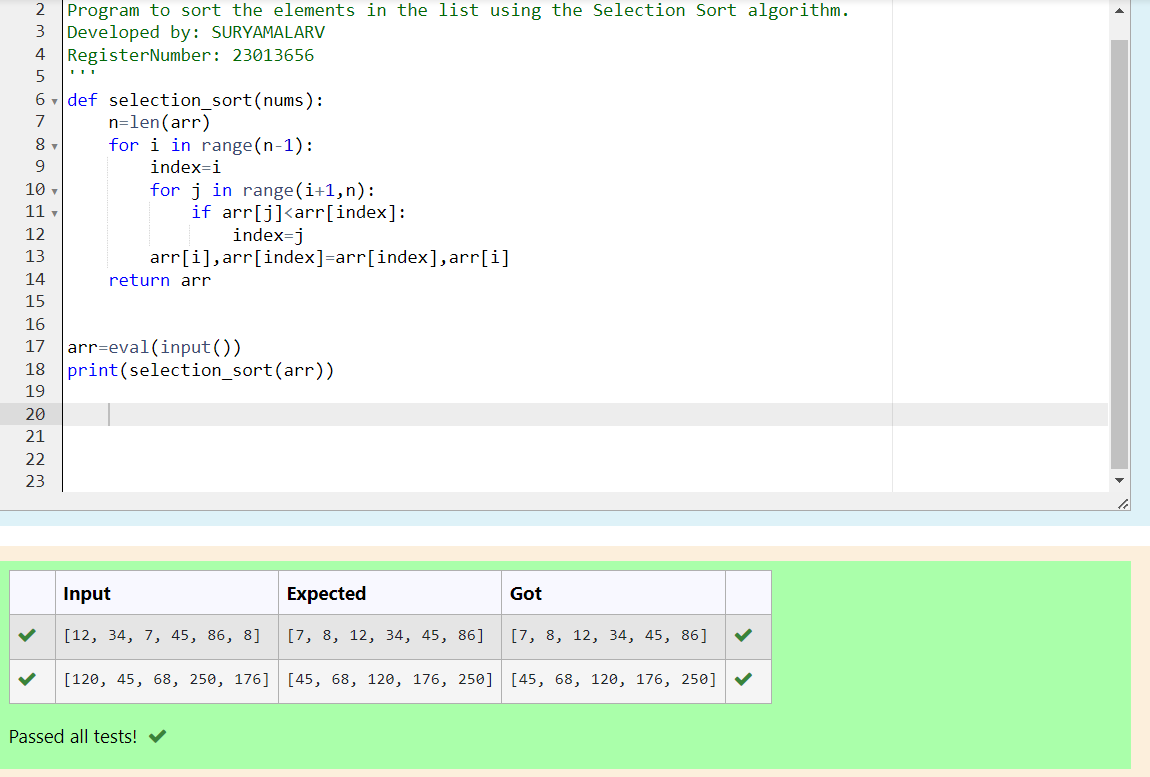 2 Program to sort the elements in the list using the Selection Sort algorithm.
3 Developed by: SURYAMALARV
4 RegisterNumber: 23013656
5 '''
6 def selection_sort(nums):
7     n=len(arr)
8     for i in range(n-1):
9         index=i
10         for j in range(i+1,n):
11             if arr[j]<arr[index]:
12                 index=j
13         arr[i],arr[index]=arr[index],arr[i]
14     return arr
15
16
17 arr=eval(input())
18 print(selection_sort(arr))
19
20
21
22
23
Input Expected Got
[12, 34, 7, 45, 86, 8] [7, 8, 12, 34, 45, 86] [7, 8, 12, 34, 45, 86]
[120, 45, 68, 250, 176] [45, 68, 120, 176, 250] [45, 68, 120, 176, 250]
Passed all tests!